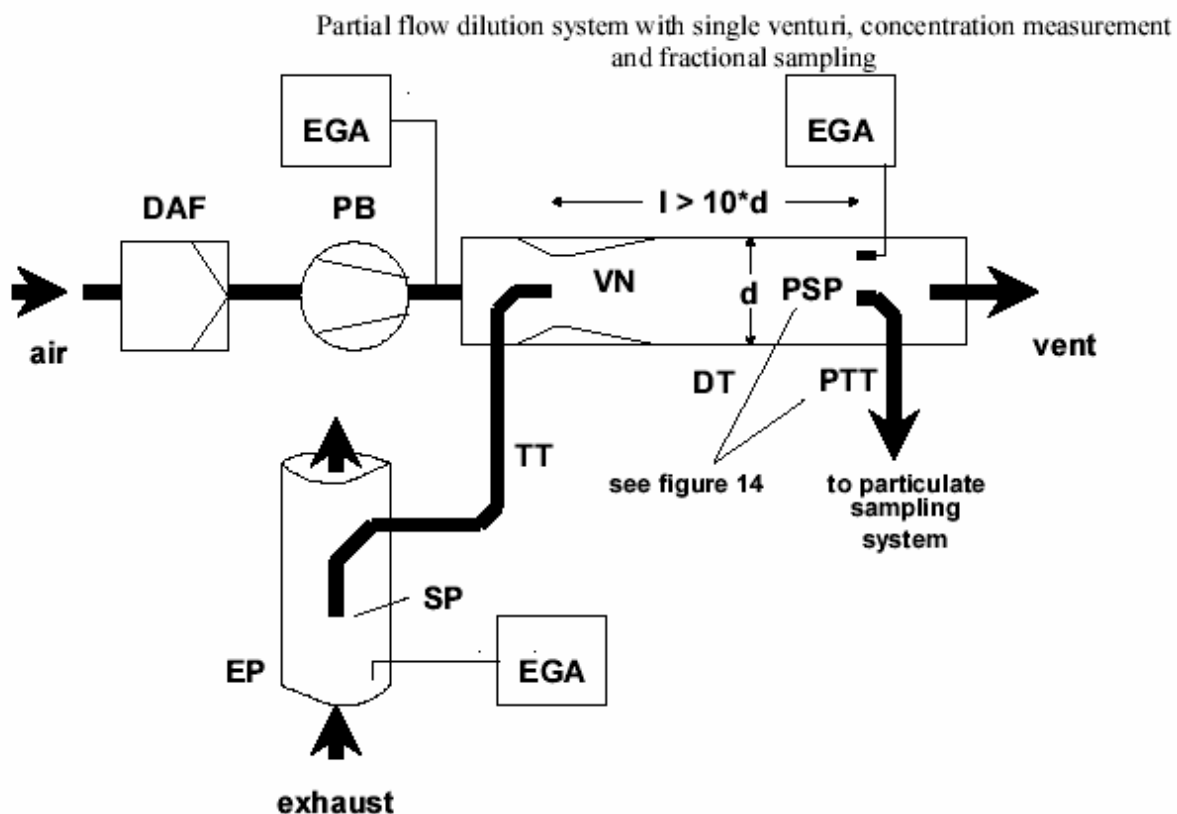 Partial flow dilution system with single venturi, concentration measurement
and fractional sampling
EGA
EGA
DAF
PB
l > 10*d
VN
d
PSP
air
vent
DT
PTT
TT
see figure 14
to particulate
sampling
system
SP
EP
EGA
exhaust